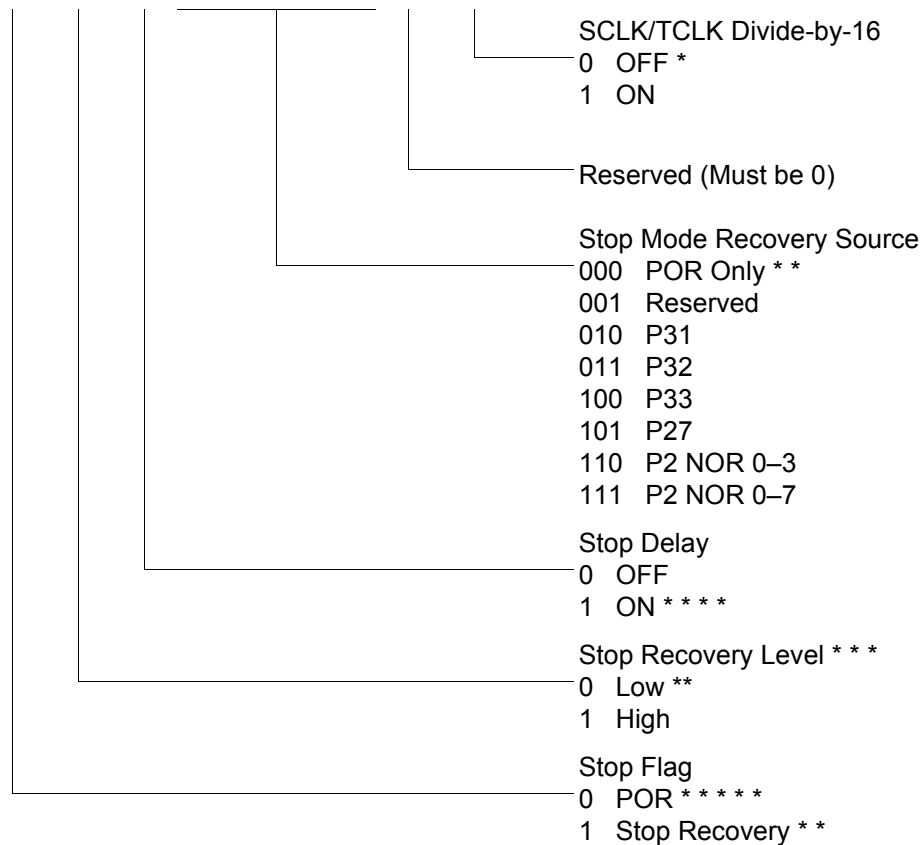 SCLK/TCLK Divide-by-16
0 OFF *
1 ON
Reserved (Must be 0)
Stop Mode Recovery Source
000 POR Only * *
001 Reserved
010 P31
011 P32
100 P33
101 P27
110 P2 NOR 0–3
111 P2 NOR 0–7
Stop Delay
0 OFF
1 ON * * * *
Stop Recovery Level * * *
0 Low **
1 High
Stop Flag
0 POR * * * * *
1 Stop Recovery * *